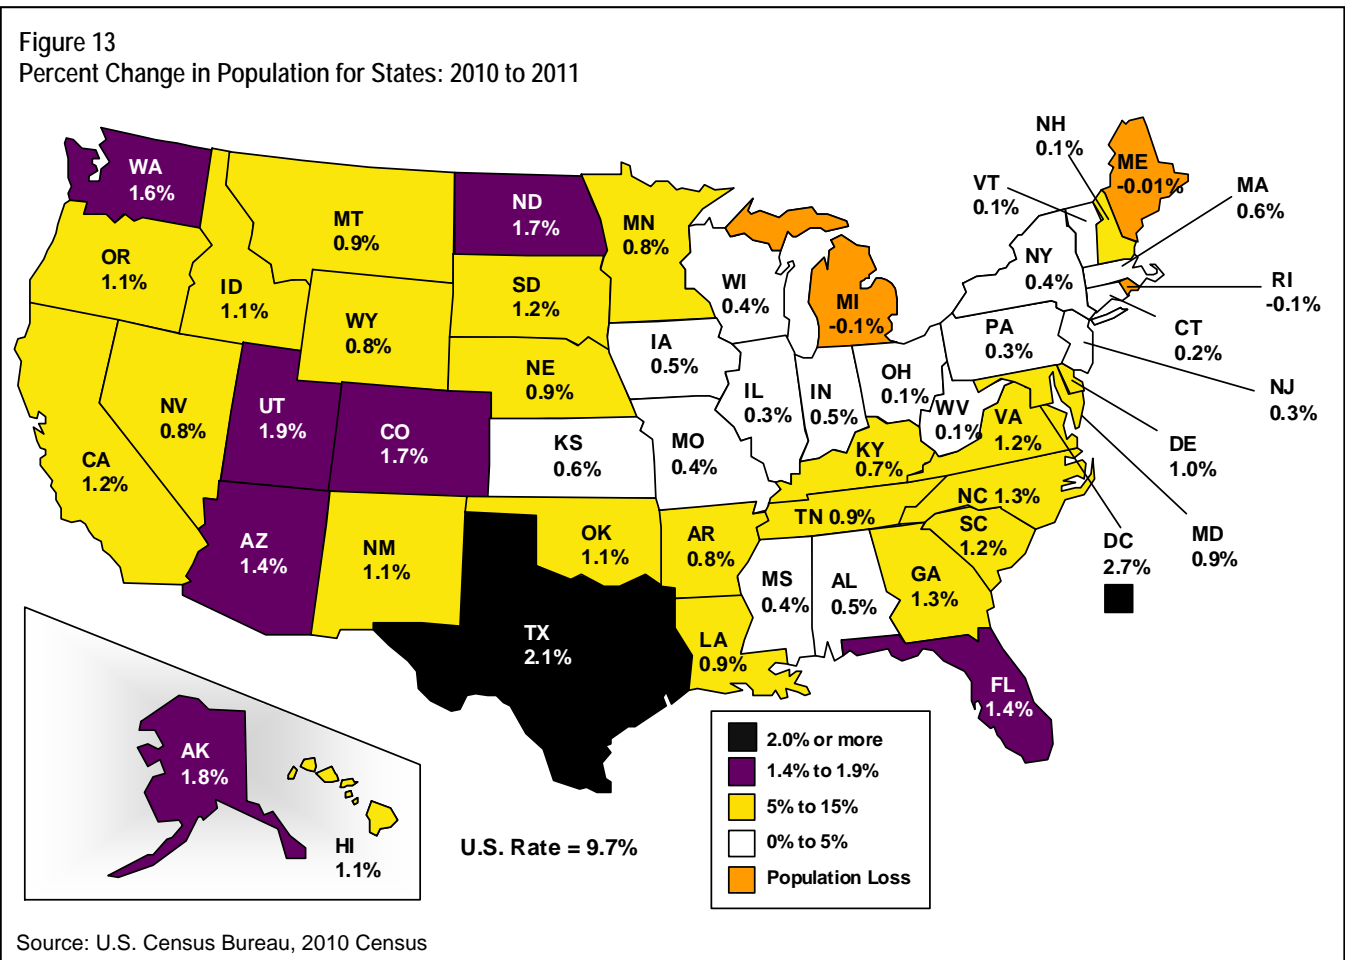 Figure 13
Percent Change in Population for States: 2010 to 2011
NH
0.1%
ME
-0.01%
VT
0.1%
MA
0.6%
WA
1.6%
ND
1.7%
MT
0.9%
MN
0.8%
OR
1.1%
ID
1.1%
SD
1.2%
WI
0.4%
NY
0.4%
RI
-0.1%
MI
-0.1%
WY
0.8%
IA
0.5%
PA
0.3%
CT
0.2%
NE
0.9%
OH
0.1%
NJ
0.3%
NV
0.8%
UT
1.9%
CO
1.7%
IL
0.3%
IN
0.5%
WV
0.1%
VA
1.2%
KS
0.6%
MO
0.4%
KY
0.7%
DE
1.0%
CA
1.2%
NC 1.3%
TN 0.9%
AZ
1.4%
NM
1.1%
OK
1.1%
AR
0.8%
SC
1.2%
DC
2.7%
MD
0.9%
MS
0.4%
AL
0.5%
GA
1.3%
TX
2.1%
LA
0.9%
FL
1.4%
AK
1.8%
HI
1.1%
2.0% or more
1.4% to 1.9%
5% to 15%
0% to 5%
Population Loss
U.S. Rate = 9.7%
Source: U.S. Census Bureau, 2010 Census